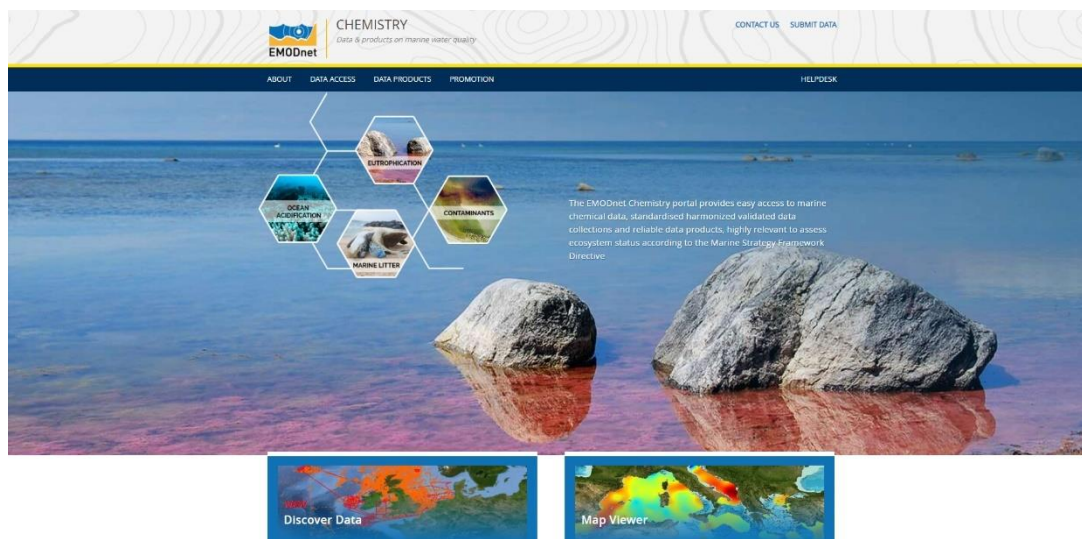 CHEMISTRY
Data & products on marine water quality
EMODnet
CONTACT US SUBMIT DATA
ABOUT DATA ACCESS DATA PRODUCTS PROMOTION HELPDESK
EUTROPHICATION
OCEAN
ACIDIFICATION
CONTAMINANTS
MARINE LITTER
The EMODnet Chemistry portal provides easy access to marine
chemical data, standardised harmonized validated data
collections and reliable data products, highly relevant to assess
ecosystem status according to the Marine Strategy Framework
Directive
Discover Data
Map Viewer